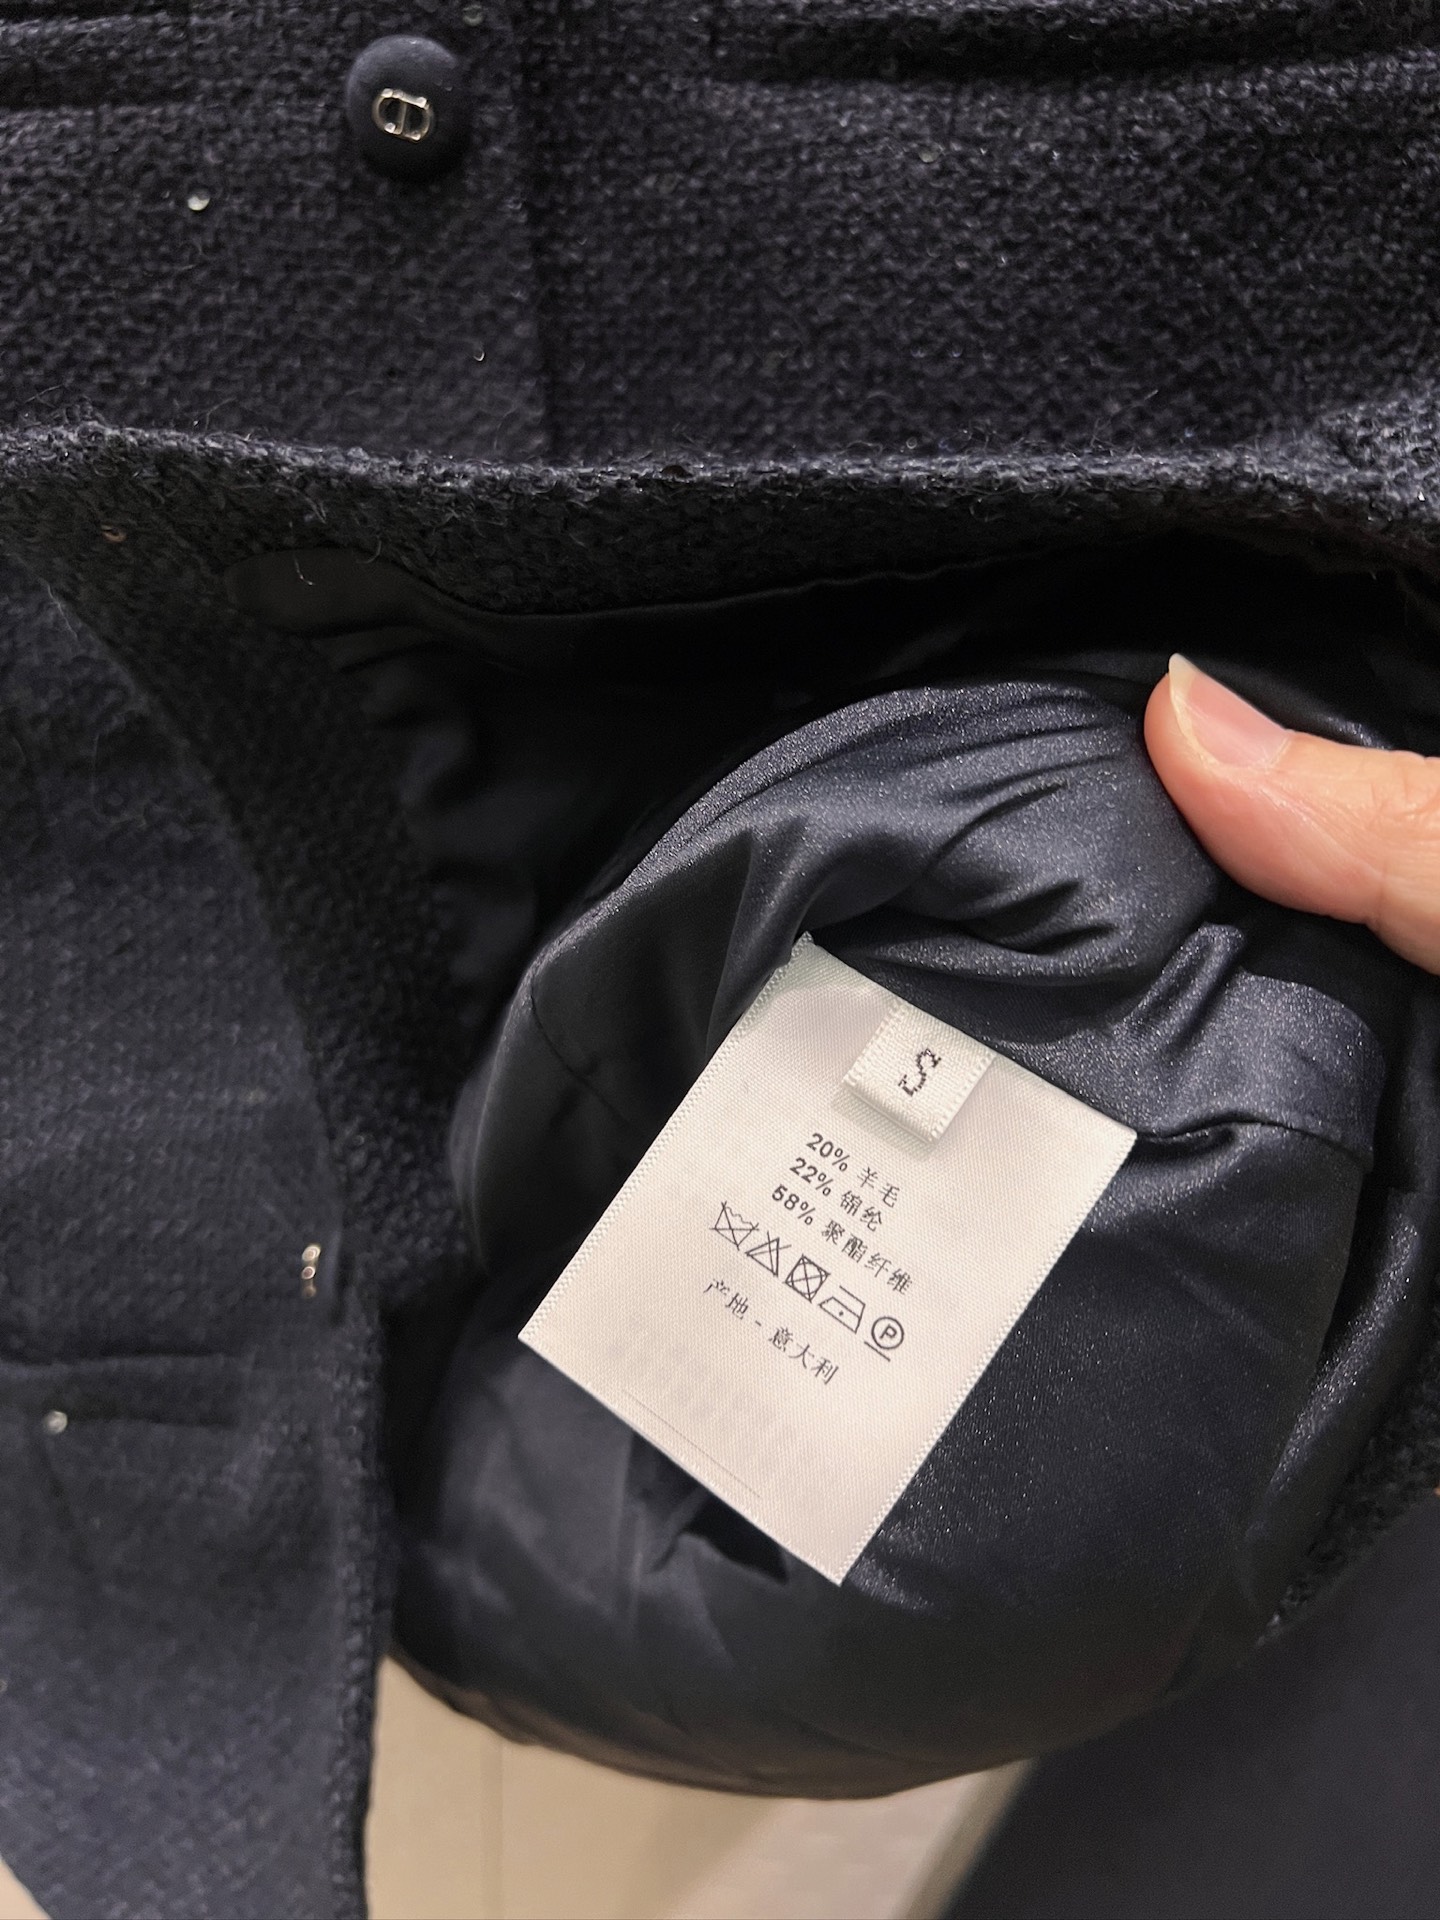 S
20% 羊毛
22% 锦纶
58% 聚酯纤维
P
产地 - 意大利